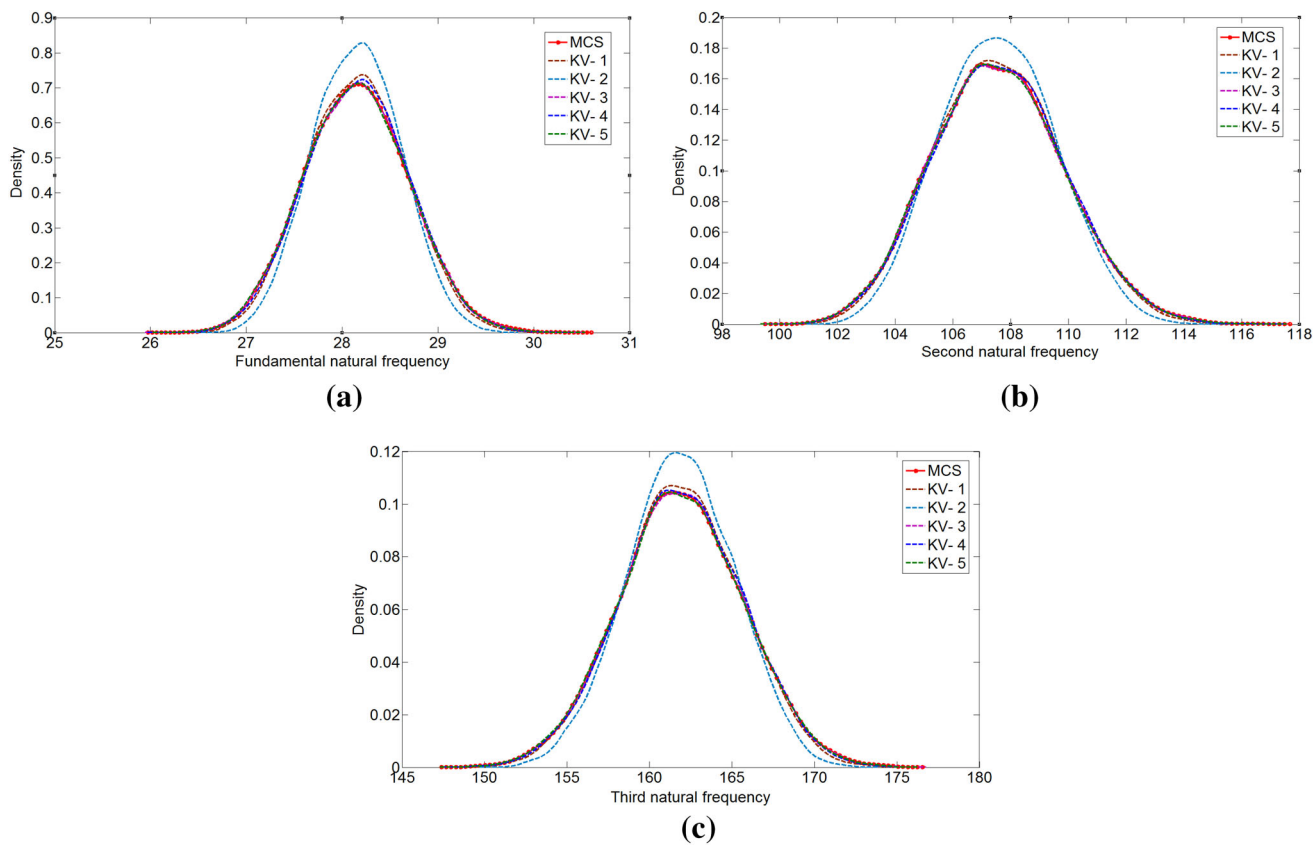 0.9
0.8
0.7
0.6
0.5
0.4
0.3
0.2
0.1
0
Density
25 26 27 28 29 30 31
Fundamental natural frequency
MCS
KV- 1
KV- 2
KV- 3
KV- 4
KV- 5
(a)
0.2
0.18
0.16
0.14
0.12
0.1
0.08
0.06
0.04
0.02
0
Density
98 100 102 104 106 108 110 112 114 116 118
Second natural frequency
MCS
KV- 1
KV- 2
KV- 3
KV- 4
KV- 5
(b)
0.12
0.1
0.08
0.06
0.04
0.02
0
Density
145 150 155 160 165 170 175 180
Third natural frequency
MCS
KV- 1
KV- 2
KV- 3
KV- 4
KV- 5
(c)